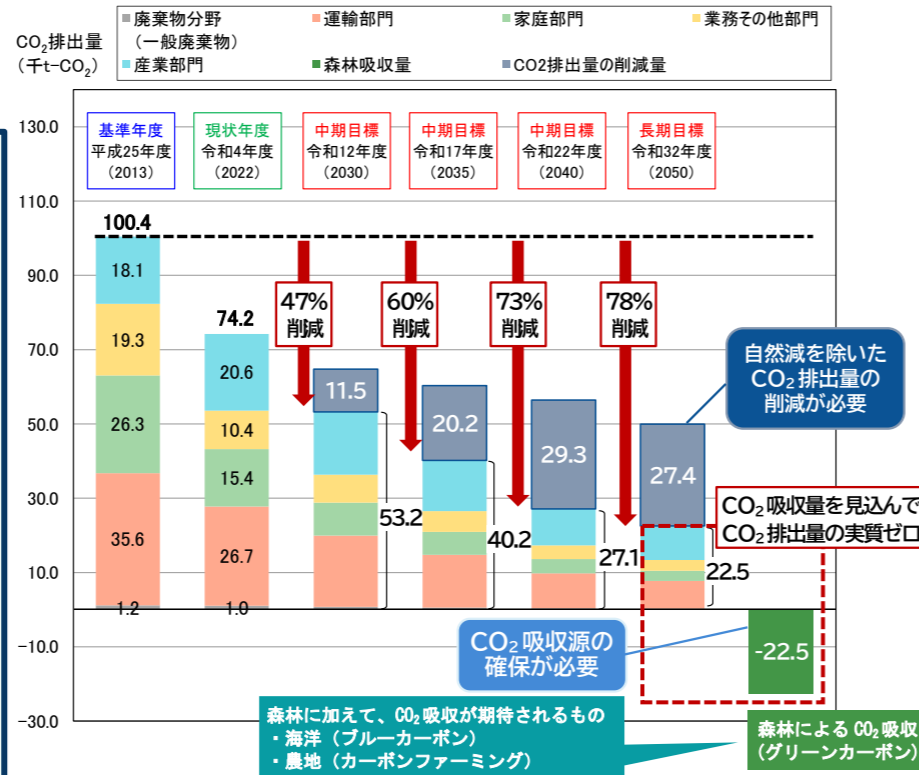 CO₂排出量
(千t-CO₂)
廃棄物分野
(一般廃棄物)
運輸部門
家庭部門
業務その他部門
産業部門
森林吸収量
CO2排出量の削減量
130.0
110.0
90.0
70.0
50.0
30.0
10.0
-10.0
-30.0
基準年度
平成25年度
(2013)
現状年度
令和4年度
(2022)
中期目標
令和12年度
(2030)
中期目標
令和17年度
(2035)
中期目標
令和22年度
(2040)
長期目標
令和32年度
(2050)
100.4
18.1
19.3
26.3
35.6
1.2
74.2
20.6
10.4
15.4
26.7
1.0
47%
削減
11.5
53.2
60%
削減
20.2
40.2
73%
削減
29.3
27.1
78%
削減
27.4
22.5
自然減を除いた
CO₂排出量の
削減が必要
CO₂吸収量を見込んで
CO₂排出量の実質ゼロ
CO₂吸収源の
確保が必要
-22.5
森林に加えて、CO₂吸収が期待されるもの
・海洋(ブルーカーボン)
・農地(カーボンファーミング)
森林によるCO₂吸収
(グリーンカーボン)